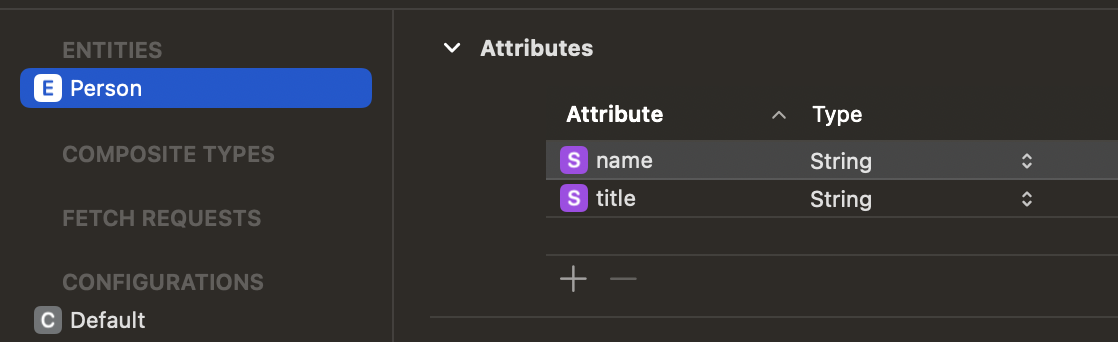 ENTITIES
E Person
COMPOSITE TYPES
FETCH REQUESTS
CONFIGURATIONS
C Default
Attributes
Attribute Type
S name String
S title String